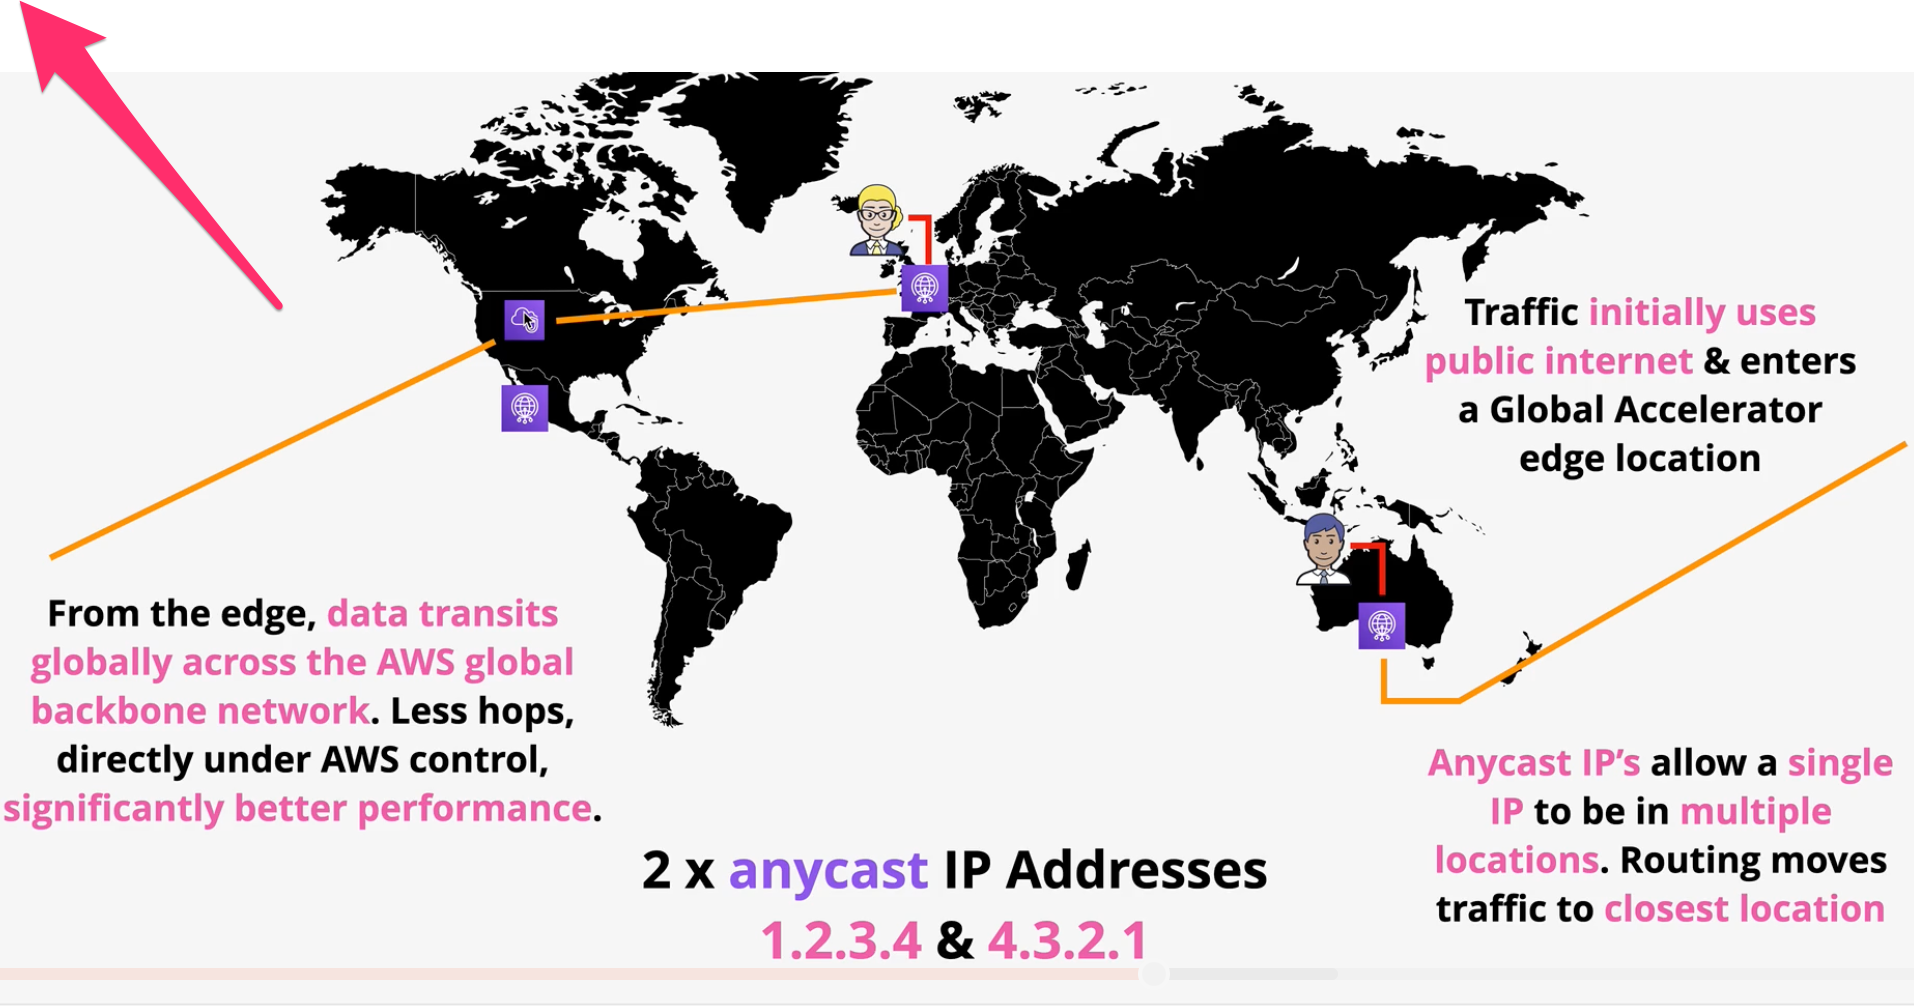 Traffic initially uses
public internet & enters
a Global Accelerator
edge location
From the edge, data transits
globally across the AWS global
backbone network. Less hops,
directly under AWS control,
significantly better performance.
Anycast IP’s allow a single
IP to be in multiple
locations. Routing moves
traffic to closest location
2 x anycast IP Addresses
1.2.3.4 & 4.3.2.1